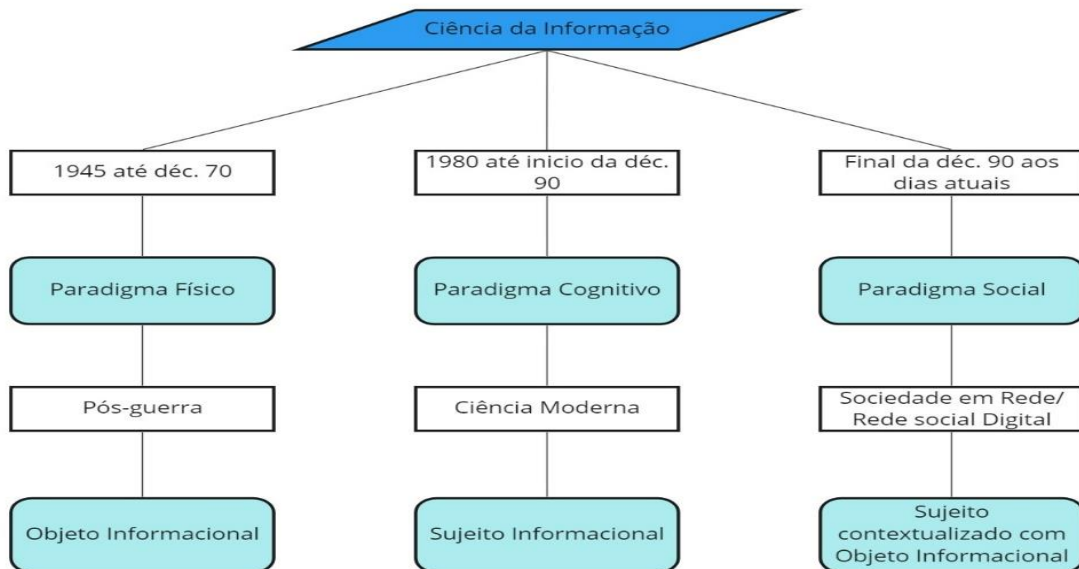 Ciência da Informação
1945 até déc. 70
1980 até inicio da déc.
90
Final da déc. 90 aos
dias atuais
Paradigma Físico
Paradigma Cognitivo
Paradigma Social
Pós-guerra
Ciência Moderna
Sociedade em Rede/
Rede social Digital
Objeto Informacional
Sujeito Informacional
Sujeito
contextualizado com
Objeto Informacional